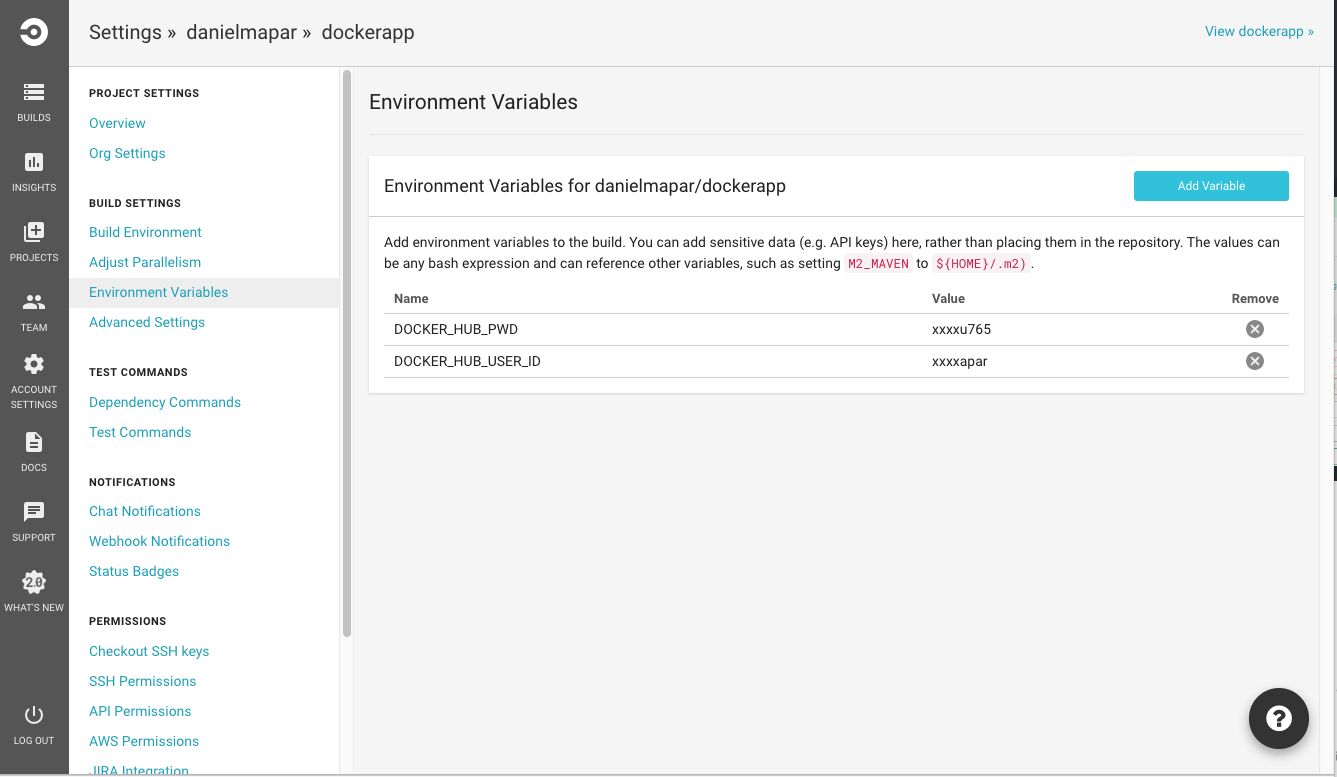 Settings » danielmapar » dockerapp
View dockerapp »
BUILDS
INSIGHTS
PROJECTS
TEAM
ACCOUNT
SETTINGS
DOCS
SUPPORT
2.0
WHAT'S NEW
LOG OUT
PROJECT SETTINGS
Overview
Org Settings
BUILD SETTINGS
Build Environment
Adjust Parallelism
Environment Variables
Advanced Settings
TEST COMMANDS
Dependency Commands
Test Commands
NOTIFICATIONS
Chat Notifications
Webhook Notifications
Status Badges
PERMISSIONS
Checkout SSH keys
SSH Permissions
API Permissions
AWS Permissions
JIRA Integration
Environment Variables
Environment Variables for danielmapar/dockerapp
Add Variable
Add environment variables to the build. You can add sensitive data (e.g. API keys) here, rather than placing them in the repository. The values can
be any bash expression and can reference other variables, such as setting M2_MAVEN to ${HOME}/.m2) .
Name Value Remove
DOCKER_HUB_PWD xxxxu765
DOCKER_HUB_USER_ID xxxxapar
?